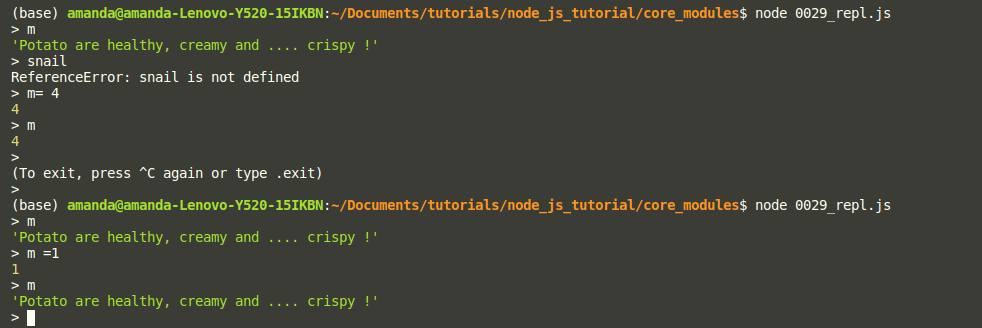 (base) amanda@amanda-Lenovo-Y520-15IKBN:~/Documents/tutorials/node_js_tutorial/core_modules$ node 0029_repl.js
> m
'Potato are healthy, creamy and .... crispy !'
> snail
ReferenceError: snail is not defined
> m= 4
4
> m
4
>
(To exit, press ^C again or type .exit)
>
(base) amanda@amanda-Lenovo-Y520-15IKBN:~/Documents/tutorials/node_js_tutorial/core_modules$ node 0029_repl.js
> m
'Potato are healthy, creamy and .... crispy !'
> m =1
1
> m
'Potato are healthy, creamy and .... crispy !'
>